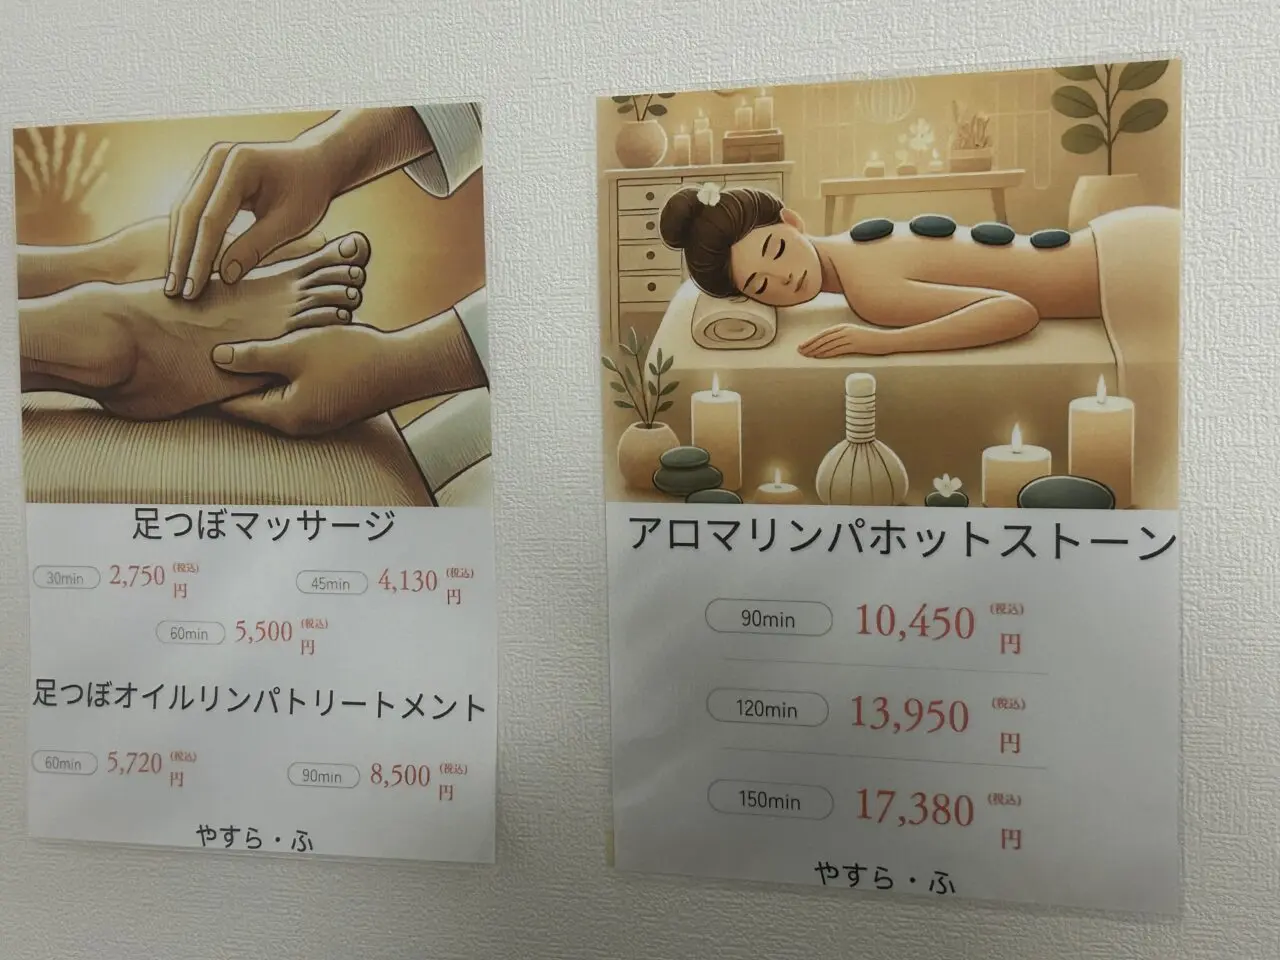 足つぼマッサージ
30min 2,750 (税込) 円 45min 4,130 (税込) 円
60min 5,500 (税込) 円
足つぼオイルリンパトリートメント
60min 5,720 (税込) 円 90min 8,500 (税込) 円
やすら・ふ
アロマリンパホットストーン
90min 10,450 (税込) 円
120min 13,950 (税込) 円
150min 17,380 (税込) 円
やすら・ふ